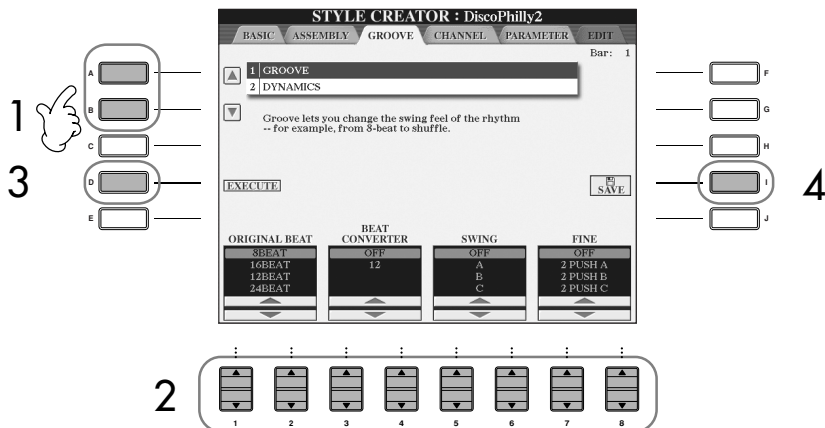 STYLE CREATOR : DiscoPhilly2
BASIC ASSEMBLY GROOVE CHANNEL PARAMETER EDIT
Bar: 1
1 GROOVE
2 DYNAMICS
Groove lets you change the swing feel of the rhythm
-- for example, from 8-beat to shuffle.
EXECUTE
SAVE
ORIGINAL BEAT
8BEAT
16BEAT
12BEAT
24BEAT
BEAT
CONVERTER
OFF
12
SWING
OFF
A
B
C
FINE
OFF
2 PUSH A
2 PUSH B
2 PUSH C
A
B
C
D
E
F
G
H
I
J
1
3
4
2
1 2 3 4 5 6 7 8